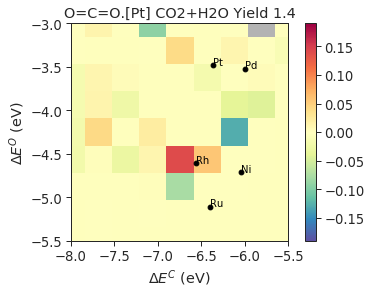 O=C=O.[Pt] CO2+H2O Yield 1.4
−3.0
−3.5
−4.0
−4.5
−5.0
−5.5
ΔE^O (eV)
Pt
Pd
Rh
Ni
Ru
−8.0 −7.5 −7.0 −6.5 −6.0 −5.5
ΔE^C (eV)
0.15
0.10
0.05
0.00
−0.05
−0.10
−0.15